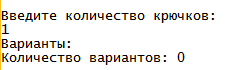 Введите количество крючков:
1
Варианты:
Количество вариантов: 0